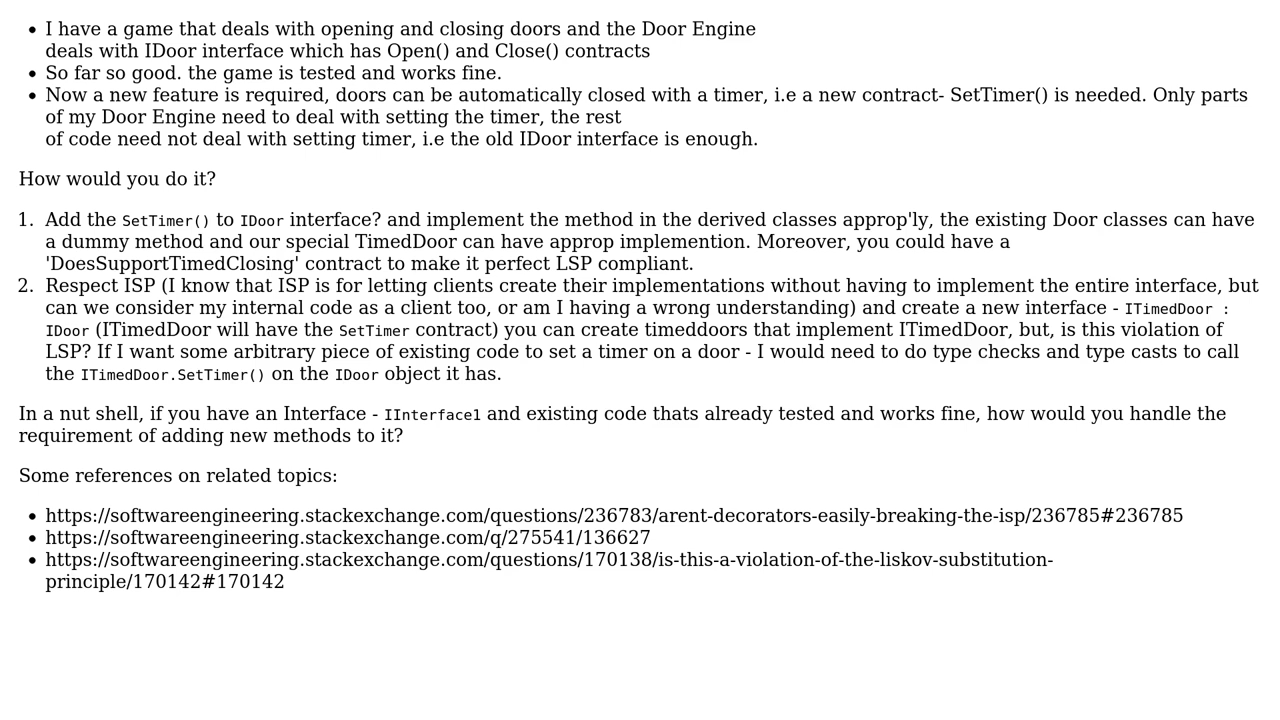 I have a game that deals with opening and closing doors and the Door Engine
deals with IDoor interface which has Open() and Close() contracts
So far so good. the game is tested and works fine.
Now a new feature is required, doors can be automatically closed with a timer, i.e a new contract- SetTimer() is needed. Only parts
of my Door Engine need to deal with setting the timer, the rest
of code need not deal with setting timer, i.e the old IDoor interface is enough.
How would you do it?
1. Add the SetTimer() to IDoor interface? and implement the method in the derived classes approp'ly, the existing Door classes can have
a dummy method and our special TimedDoor can have approp implemention. Moreover, you could have a
'DoesSupportTimedClosing' contract to make it perfect LSP compliant.
2. Respect ISP (I know that ISP is for letting clients create their implementations without having to implement the entire interface, but
can we consider my internal code as a client too, or am I having a wrong understanding) and create a new interface - ITimedDoor :
IDoor (ITimedDoor will have the SetTimer contract) you can create timeddoors that implement ITimedDoor, but, is this violation of
LSP? If I want some arbitrary piece of existing code to set a timer on a door - I would need to do type checks and type casts to call
the ITimedDoor.SetTimer() on the IDoor object it has.
In a nut shell, if you have an Interface - IInterface1 and existing code thats already tested and works fine, how would you handle the
requirement of adding new methods to it?
Some references on related topics:
https://softwareengineering.stackexchange.com/questions/236783/arent-decorators-easily-breaking-the-isp/236785#236785
https://softwareengineering.stackexchange.com/q/275541/136627
https://softwareengineering.stackexchange.com/questions/170138/is-this-a-violation-of-the-liskov-substitution-
principle/170142#170142